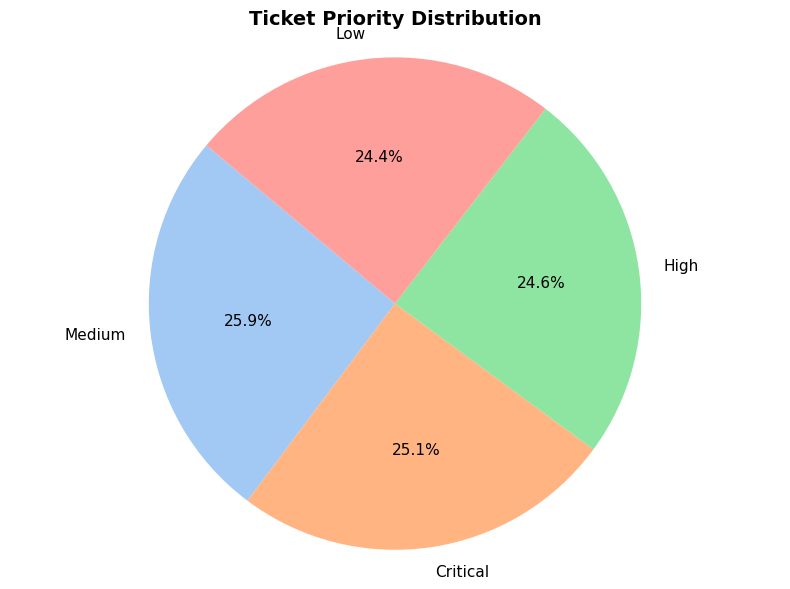 Ticket Priority Distribution
Low
24.4%
High
24.6%
Medium
25.9%
25.1%
Critical